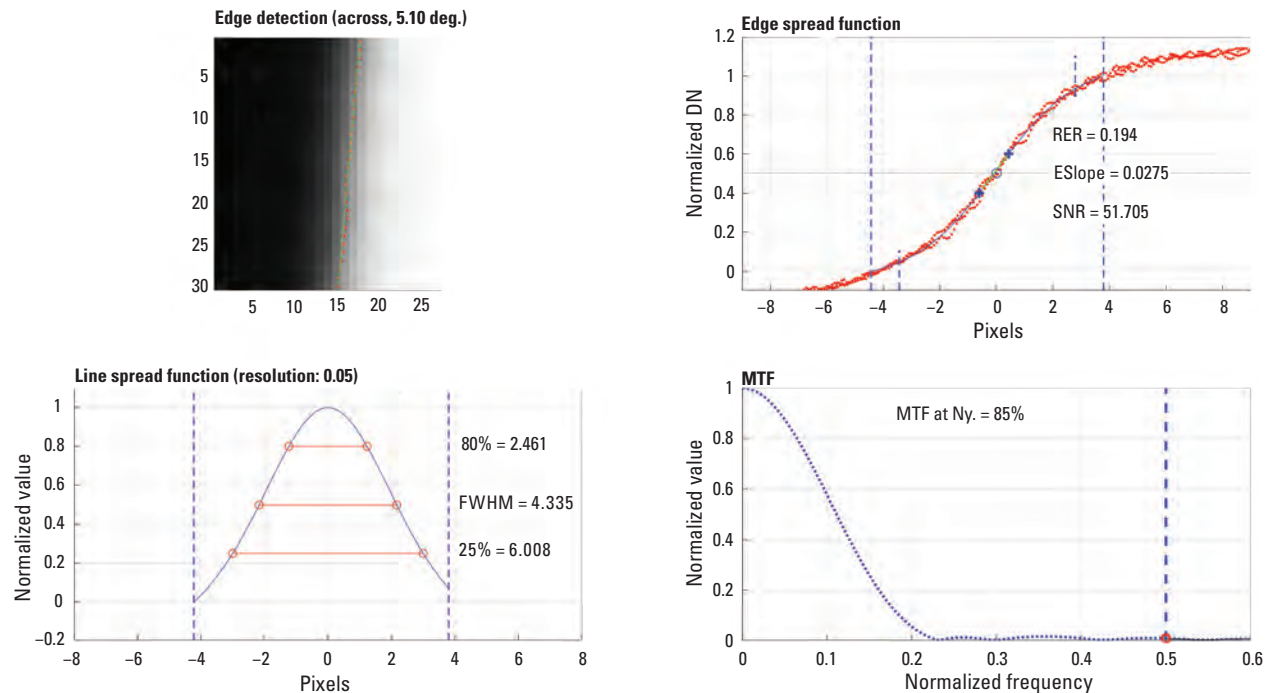 Edge detection (across, 5.10 deg.)
5
10
15
20
25
30
5 10 15 20 25
Edge spread function
Normalized DN
1.2
1.0
0.8
0.6
0.4
0.2
0
RER = 0.194
ESlope = 0.0275
SNR = 51.705
−8 −6 −4 −2 0 2 4 6 8
Pixels
Line spread function (resolution: 0.05)
Normalized value
1
0.8
0.6
0.4
0.2
0
−0.2
80% = 2.461
FWHM = 4.335
25% = 6.008
−8 −6 −4 −2 0 2 4 6 8
Pixels
MTF
Normalized value
1
0.8
0.6
0.4
0.2
0
MTF at Ny. = 85%
0 0.1 0.2 0.3 0.4 0.5 0.6
Normalized frequency